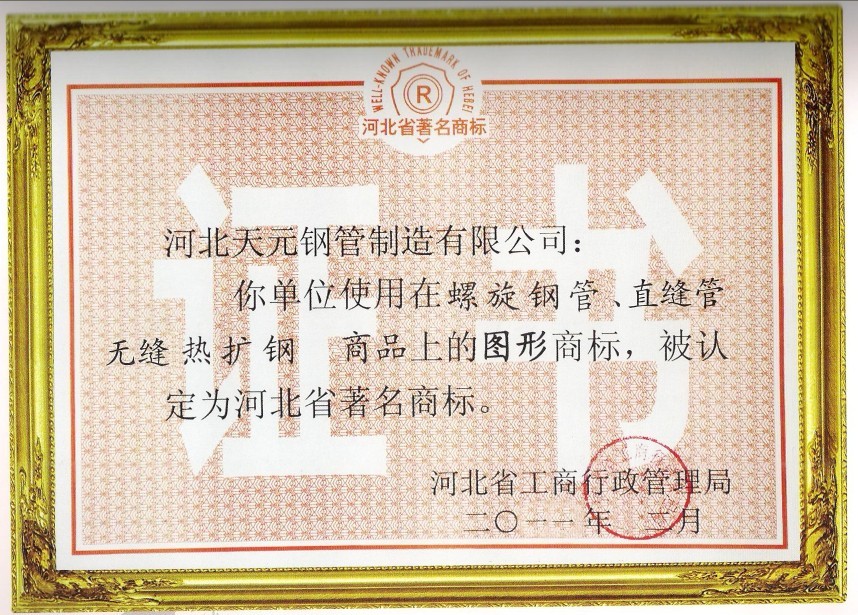 WELL-KNOWN TRADEMARK OF HEBEI
R
河北省著名商标
证书
河北天元钢管制造有限公司：
你单位使用在螺旋钢管、直缝管
无缝热扩钢 商品上的图形商标，被认
定为河北省著名商标。
河北省工商行政管理局
二〇一一年 二月